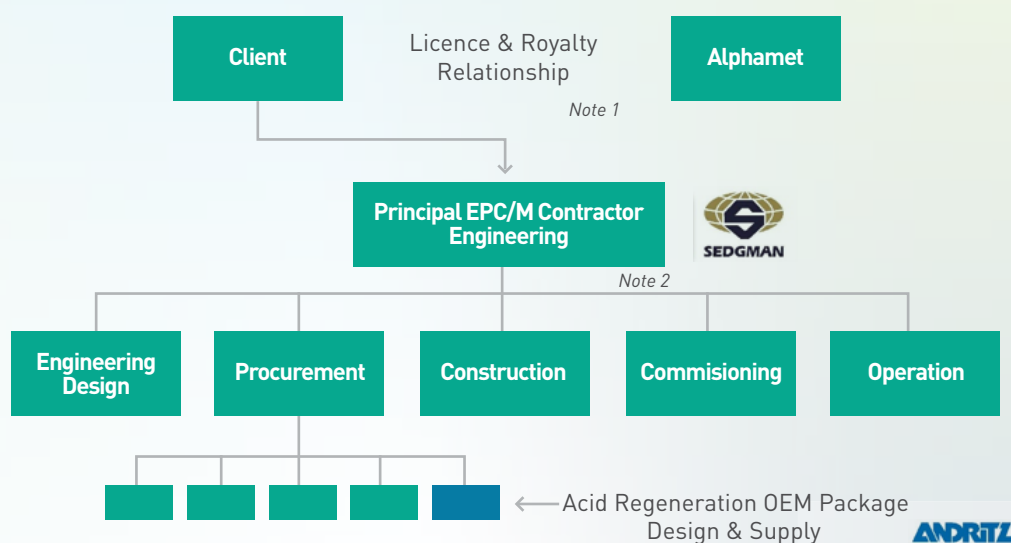 Client
Licence & Royalty
Relationship
Alphamet
Note 1
Principal EPC/M Contractor
Engineering
SEDGMAN
Note 2
Engineering
Design
Procurement
Construction
Commisioning
Operation
Acid Regeneration OEM Package
Design & Supply
ANDRITZ